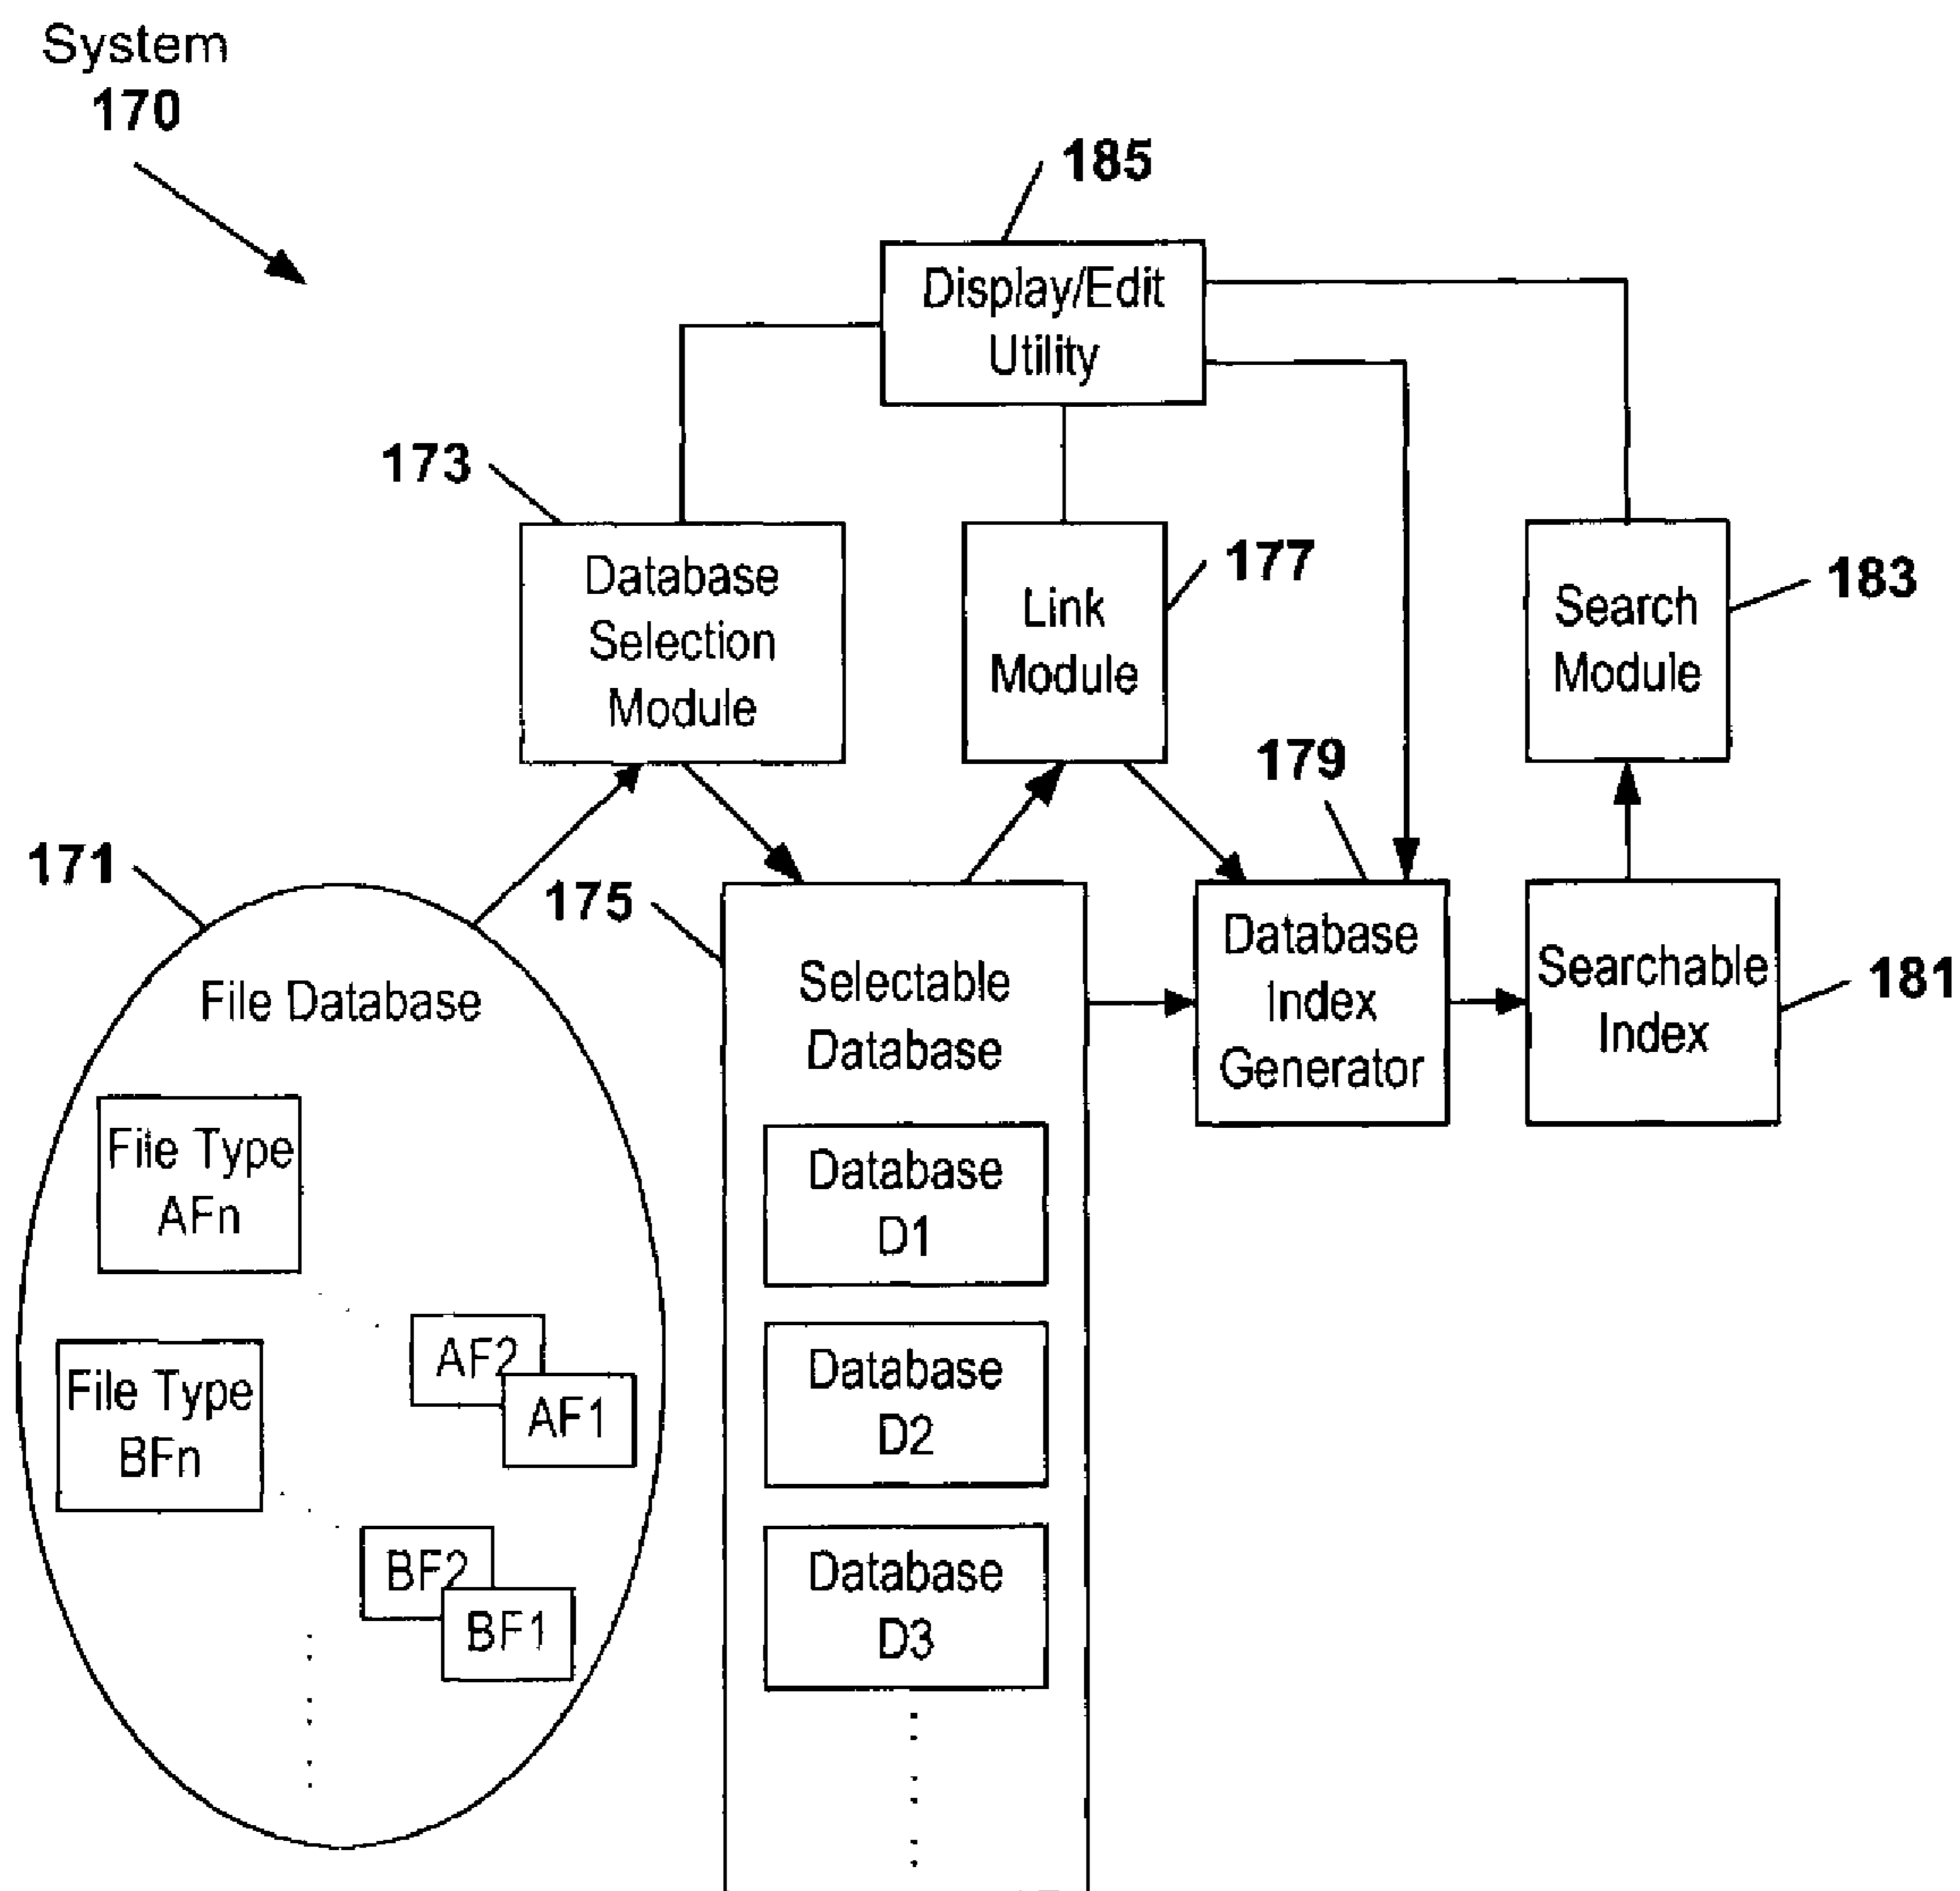 System
170
185
Display/Edit
Utility
173
Database
Selection
Module
177
Link
Module
183
Search
Module
179
171
175
File Database
Selectable
Database
Database
Index
Generator
Searchable
Index
181
File Type
AFn
AF2
AF1
File Type
BFn
BF2
BF1
Database
D1
Database
D2
Database
D3